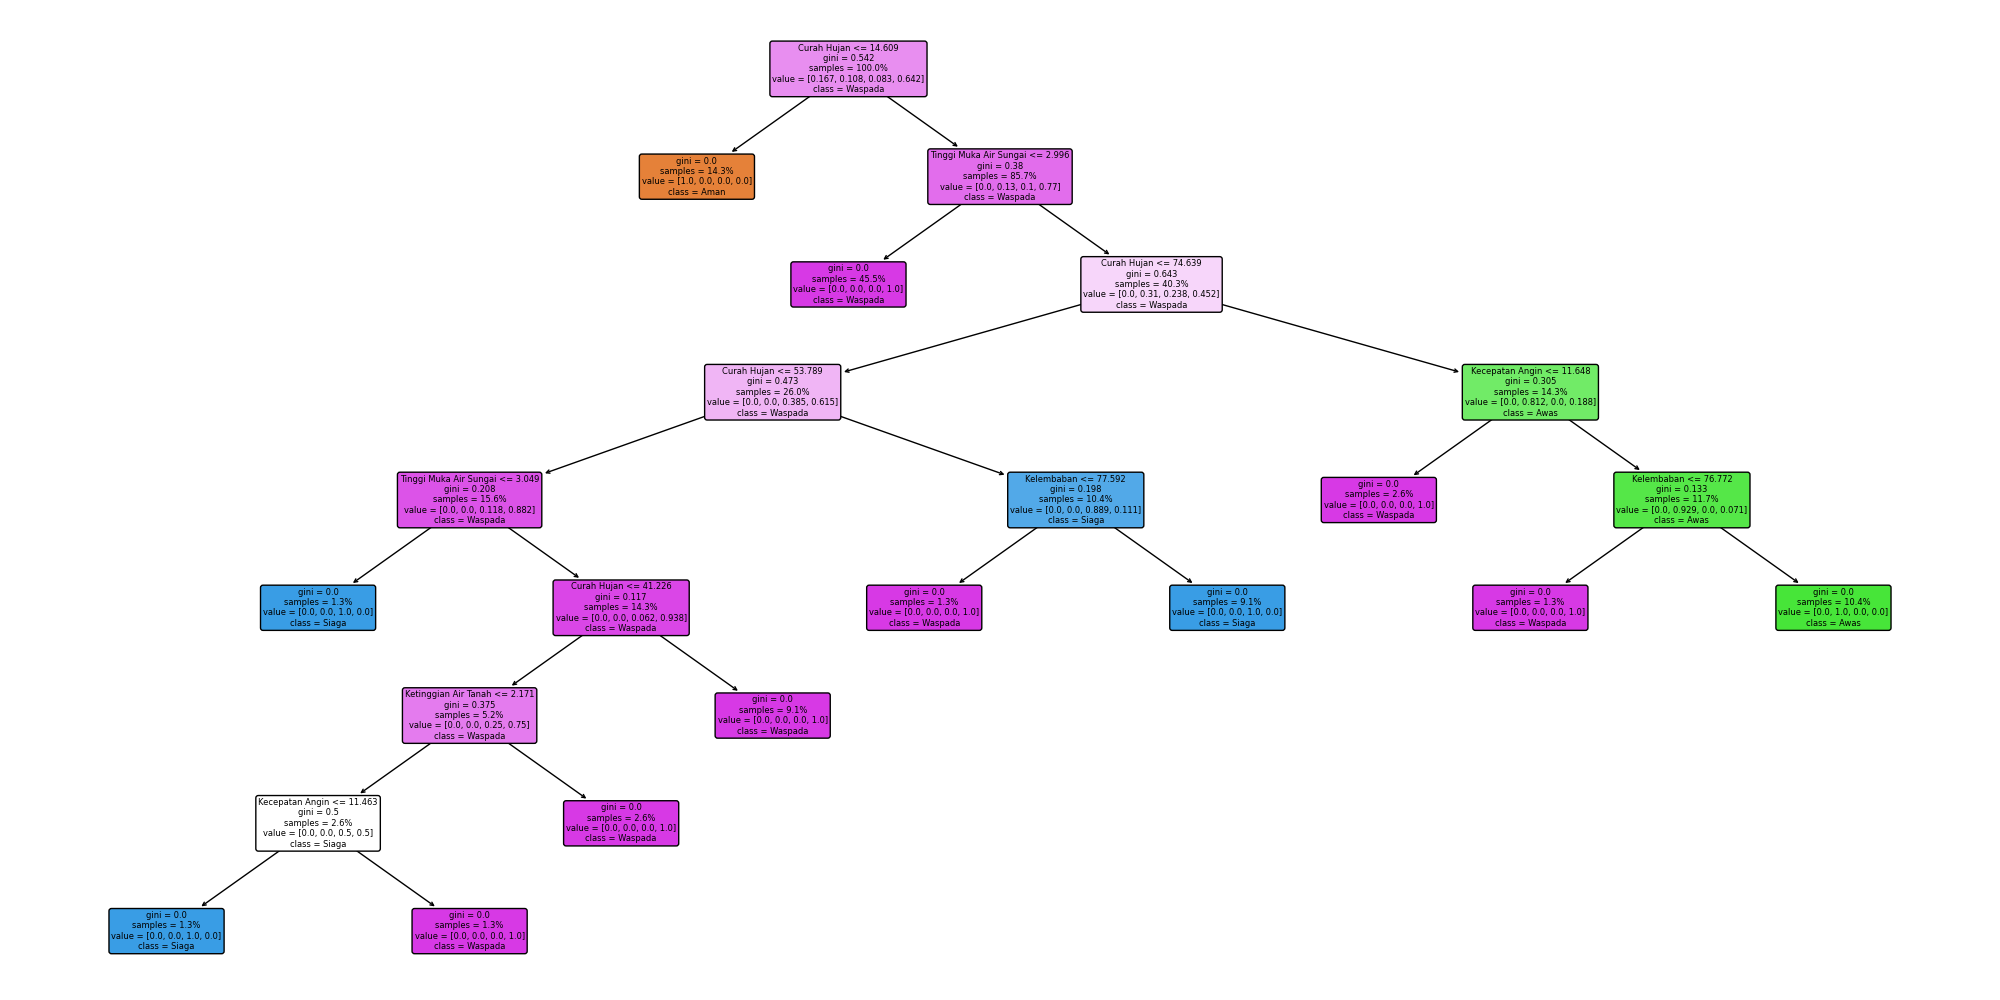 Curah Hujan <= 14.609
gini = 0.542
samples = 100.0%
value = [0.167, 0.108, 0.083, 0.642]
class = Waspada
gini = 0.0
samples = 14.3%
value = [1.0, 0.0, 0.0, 0.0]
class = Aman
Tinggi Muka Air Sungai <= 2.996
gini = 0.38
samples = 85.7%
value = [0.0, 0.13, 0.1, 0.77]
class = Waspada
gini = 0.0
samples = 45.5%
value = [0.0, 0.0, 0.0, 1.0]
class = Waspada
Curah Hujan <= 74.639
gini = 0.643
samples = 40.3%
value = [0.0, 0.31, 0.238, 0.452]
class = Waspada
Curah Hujan <= 53.789
gini = 0.473
samples = 26.0%
value = [0.0, 0.0, 0.385, 0.615]
class = Waspada
Kecepatan Angin <= 11.648
gini = 0.305
samples = 14.3%
value = [0.0, 0.812, 0.0, 0.188]
class = Awas
Tinggi Muka Air Sungai <= 3.049
gini = 0.208
samples = 15.6%
value = [0.0, 0.0, 0.118, 0.882]
class = Waspada
Kelembaban <= 77.592
gini = 0.198
samples = 10.4%
value = [0.0, 0.0, 0.889, 0.111]
class = Siaga
gini = 0.0
samples = 2.6%
value = [0.0, 0.0, 0.0, 1.0]
class = Waspada
Kelembaban <= 76.772
gini = 0.133
samples = 11.7%
value = [0.0, 0.929, 0.0, 0.071]
class = Awas
gini = 0.0
samples = 1.3%
value = [0.0, 0.0, 1.0, 0.0]
class = Siaga
Curah Hujan <= 41.226
gini = 0.117
samples = 14.3%
value = [0.0, 0.0, 0.062, 0.938]
class = Waspada
gini = 0.0
samples = 1.3%
value = [0.0, 0.0, 0.0, 1.0]
class = Waspada
gini = 0.0
samples = 9.1%
value = [0.0, 0.0, 1.0, 0.0]
class = Siaga
gini = 0.0
samples = 1.3%
value = [0.0, 0.0, 0.0, 1.0]
class = Waspada
gini = 0.0
samples = 10.4%
value = [0.0, 1.0, 0.0, 0.0]
class = Awas
Ketinggian Air Tanah <= 2.171
gini = 0.375
samples = 5.2%
value = [0.0, 0.0, 0.25, 0.75]
class = Waspada
gini = 0.0
samples = 9.1%
value = [0.0, 0.0, 0.0, 1.0]
class = Waspada
Kecepatan Angin <= 11.463
gini = 0.5
samples = 2.6%
value = [0.0, 0.0, 0.5, 0.5]
class = Siaga
gini = 0.0
samples = 2.6%
value = [0.0, 0.0, 0.0, 1.0]
class = Waspada
gini = 0.0
samples = 1.3%
value = [0.0, 0.0, 1.0, 0.0]
class = Siaga
gini = 0.0
samples = 1.3%
value = [0.0, 0.0, 0.0, 1.0]
class = Waspada